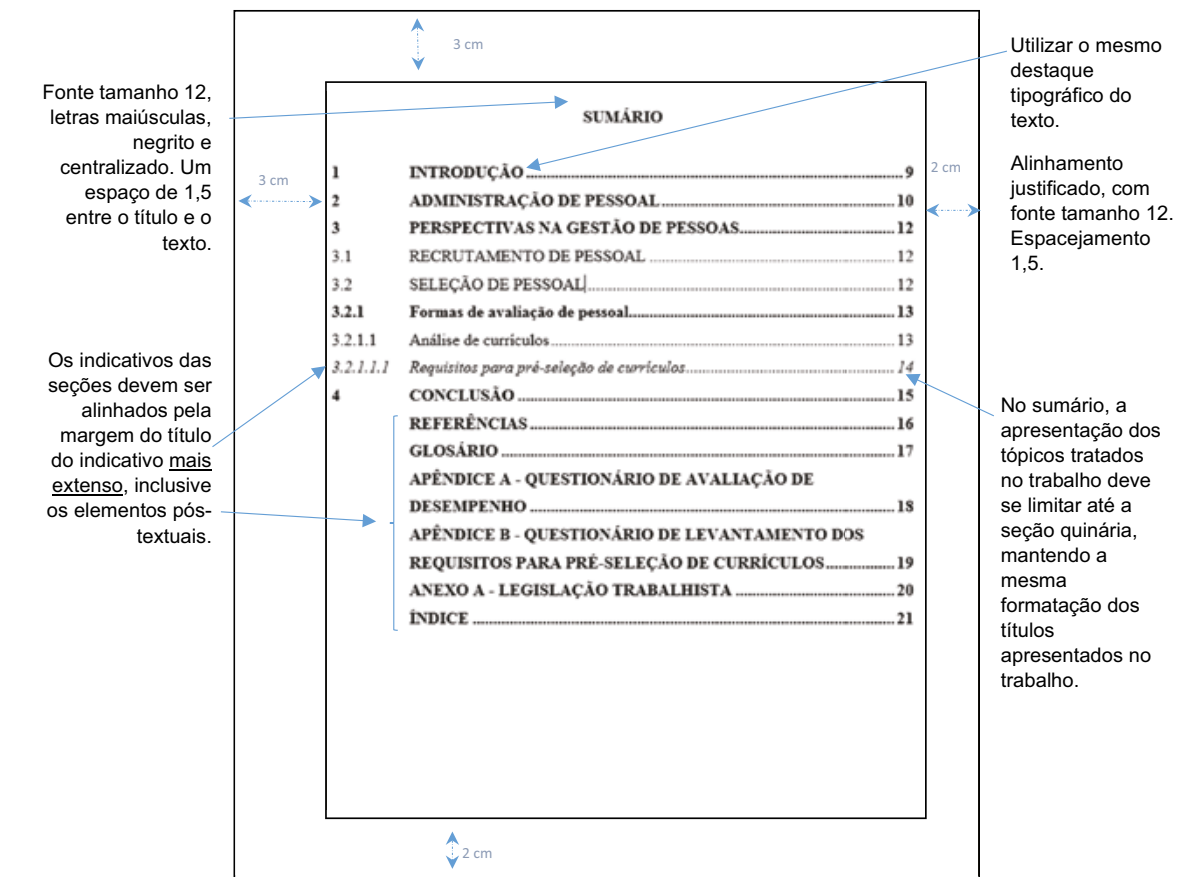 3 cm
Fonte tamanho 12,
letras maiúsculas,
negrito e
centralizado. Um
espaço de 1,5
entre o título e o
texto.
3 cm
Os indicativos das
seções devem ser
alinhados pela
margem do título
do indicativo mais
extenso, inclusive
os elementos pós-
textuais.
SUMÁRIO
1 INTRODUÇÃO 9
2 ADMINISTRAÇÃO DE PESSOAL 10
3 PERSPECTIVAS NA GESTÃO DE PESSOAS 12
3.1 RECRUTAMENTO DE PESSOAL 12
3.2 SELEÇÃO DE PESSOAL 12
3.2.1 Formas de avaliação de pessoal 13
3.2.1.1 Análise de currículos 13
3.2.1.1.1 Requisitos para pré-seleção de currículos 14
4 CONCLUSÃO 15
REFERÊNCIAS 16
GLOSÁRIO 17
APÊNDICE A - QUESTIONÁRIO DE AVALIAÇÃO DE
DESEMPENHO 18
APÊNDICE B - QUESTIONÁRIO DE LEVANTAMENTO DOS
REQUISITOS PARA PRÉ-SELEÇÃO DE CURRÍCULOS 19
ANEXO A - LEGISLAÇÃO TRABALHISTA 20
ÍNDICE 21
2 cm
Utilizar o mesmo
destaque
tipográfico do
texto.
Alinhamento
justificado, com
fonte tamanho 12.
Espacejamento
1,5.
No sumário, a
apresentação dos
tópicos tratados
no trabalho deve
se limitar até a
seção quinária,
mantendo a
mesma
formatação dos
títulos
apresentados no
trabalho.
2 cm